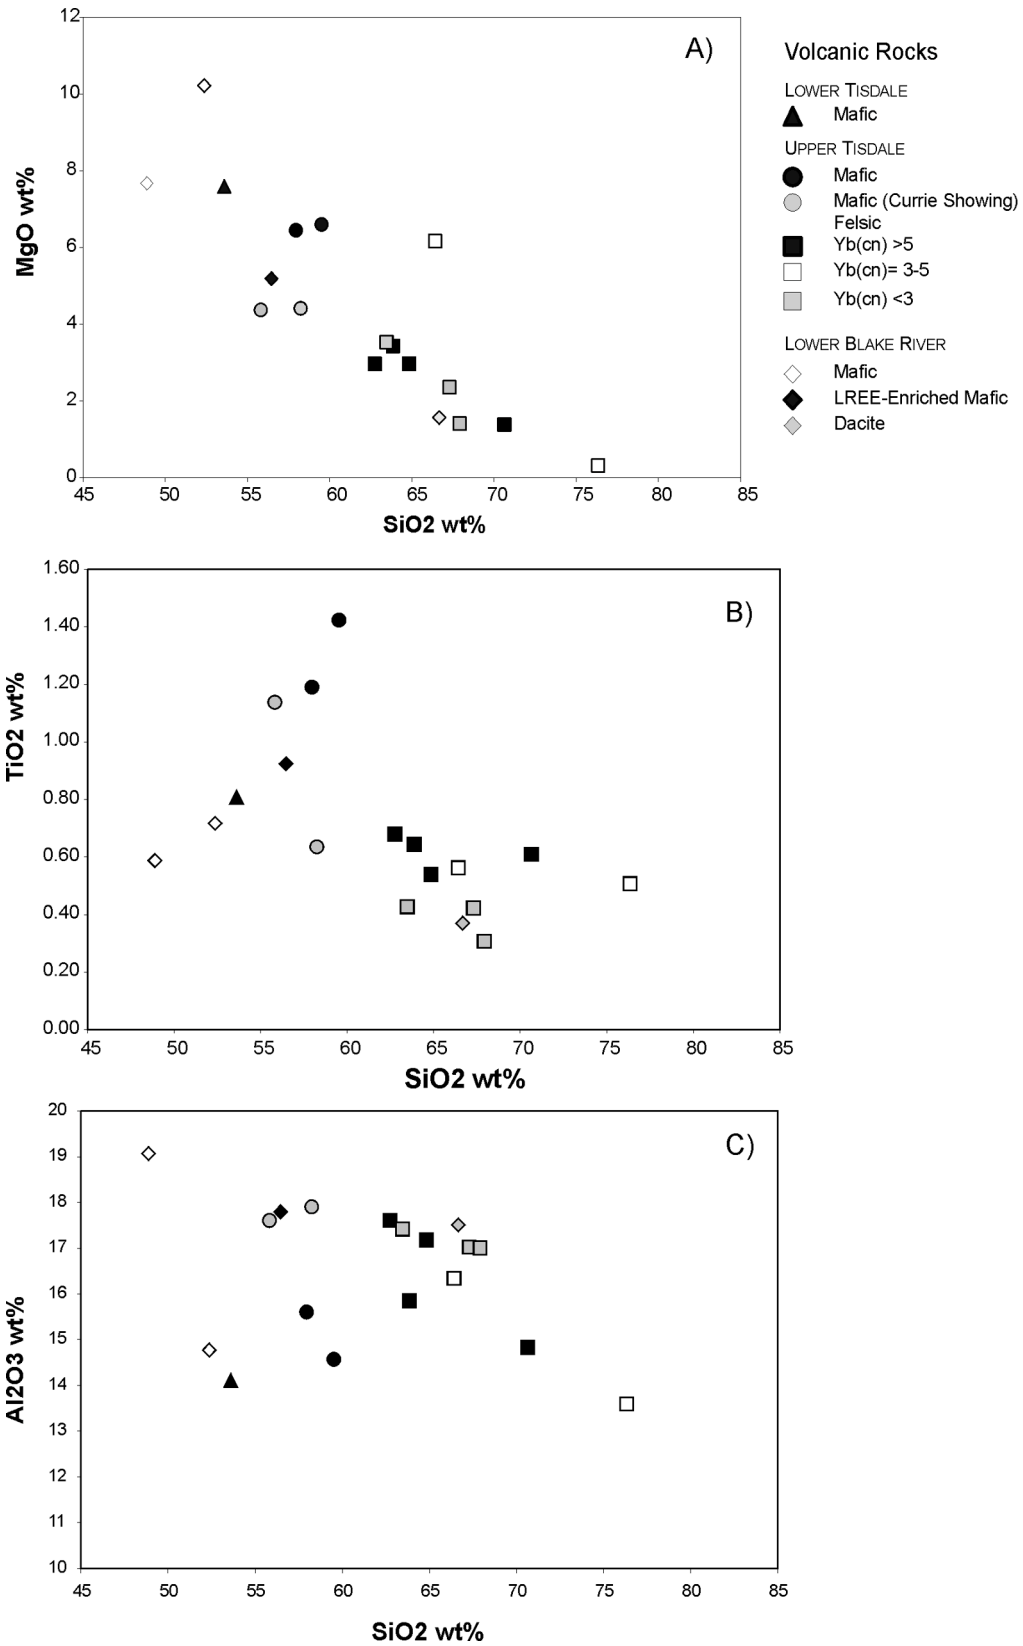 A)
MgO wt%
12
10
8
6
4
2
0
45 50 55 60 65 70 75 80 85
SiO2 wt%
Volcanic Rocks
LOWER TISDALE
Mafic
UPPER TISDALE
Mafic
Mafic (Currie Showing)
Felsic
Yb(cn) >5
Yb(cn)= 3-5
Yb(cn) <3
LOWER BLAKE RIVER
Mafic
LREE-Enriched Mafic
Dacite
B)
TiO2 wt%
1.60
1.40
1.20
1.00
0.80
0.60
0.40
0.20
0.00
45 50 55 60 65 70 75 80 85
SiO2 wt%
C)
Al2O3 wt%
20
19
18
17
16
15
14
13
12
11
10
45 50 55 60 65 70 75 80 85
SiO2 wt%